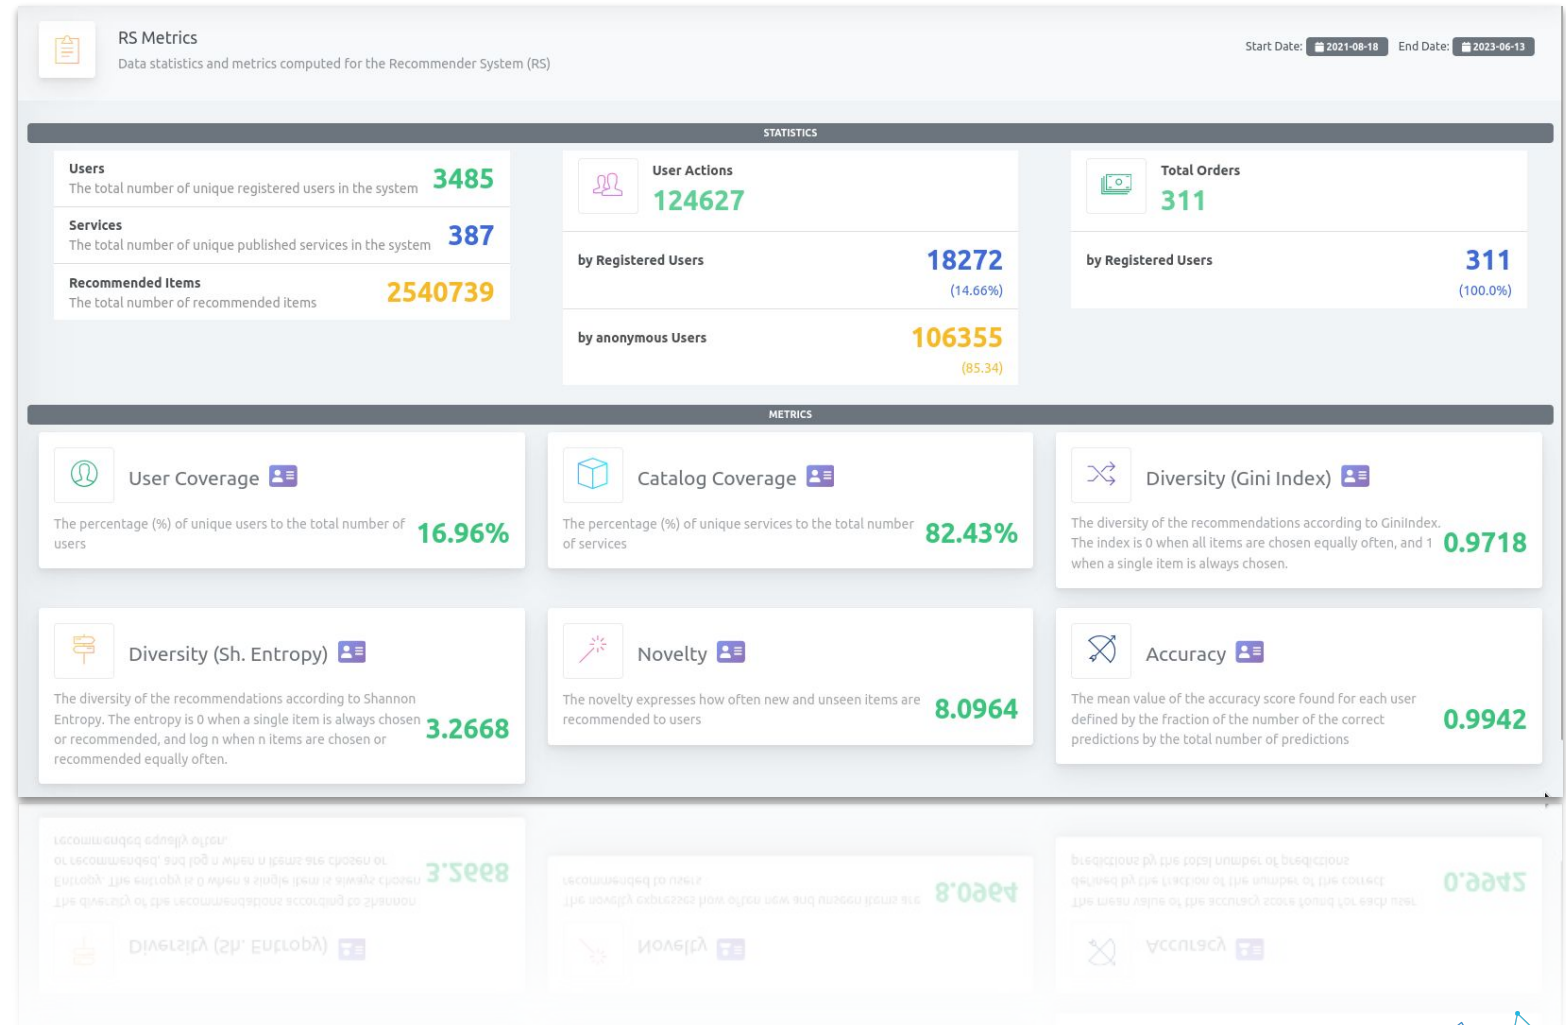 RS Metrics
Data statistics and metrics computed for the Recommender System (RS)
Start Date: 2021-08-18 End Date: 2023-06-13
STATISTICS
Users
The total number of unique registered users in the system
3485
Services
The total number of unique published services in the system
387
Recommended Items
The total number of recommended items
2540739
User Actions
124627
by Registered Users
18272
(14.66%)
by anonymous Users
106355
(85.34)
Total Orders
311
by Registered Users
311
(100.0%)
METRICS
User Coverage
The percentage (%) of unique users to the total number of
users
16.96%
Catalog Coverage
The percentage (%) of unique services to the total number
of services
82.43%
Diversity (Gini Index)
The diversity of the recommendations according to GiniIndex.
The index is 0 when all items are chosen equally often, and 1
when a single item is always chosen.
0.9718
Diversity (Sh. Entropy)
The diversity of the recommendations according to Shannon
Entropy. The entropy is 0 when a single item is always chosen
or recommended, and log n when n items are chosen or
recommended equally often.
3.2668
Novelty
The novelty expresses how often new and unseen items are
recommended to users
8.0964
Accuracy
The mean value of the accuracy score found for each user
defined by the fraction of the number of the correct
predictions by the total number of predictions
0.9942